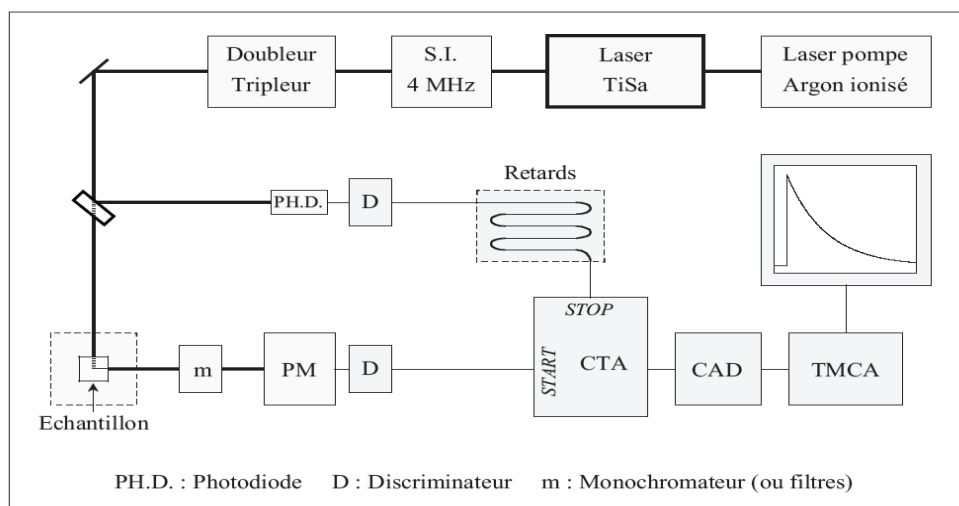 Doubleur
Tripleur
S.I.
4 MHz
Laser
TiSa
Laser pompe
Argon ionisé
Retards
PH.D.
D
STOP
START
CTA
CAD
TMCA
m
PM
D
Echantillon
PH.D. : Photodiode D : Discriminateur m : Monochromateur (ou filtres)